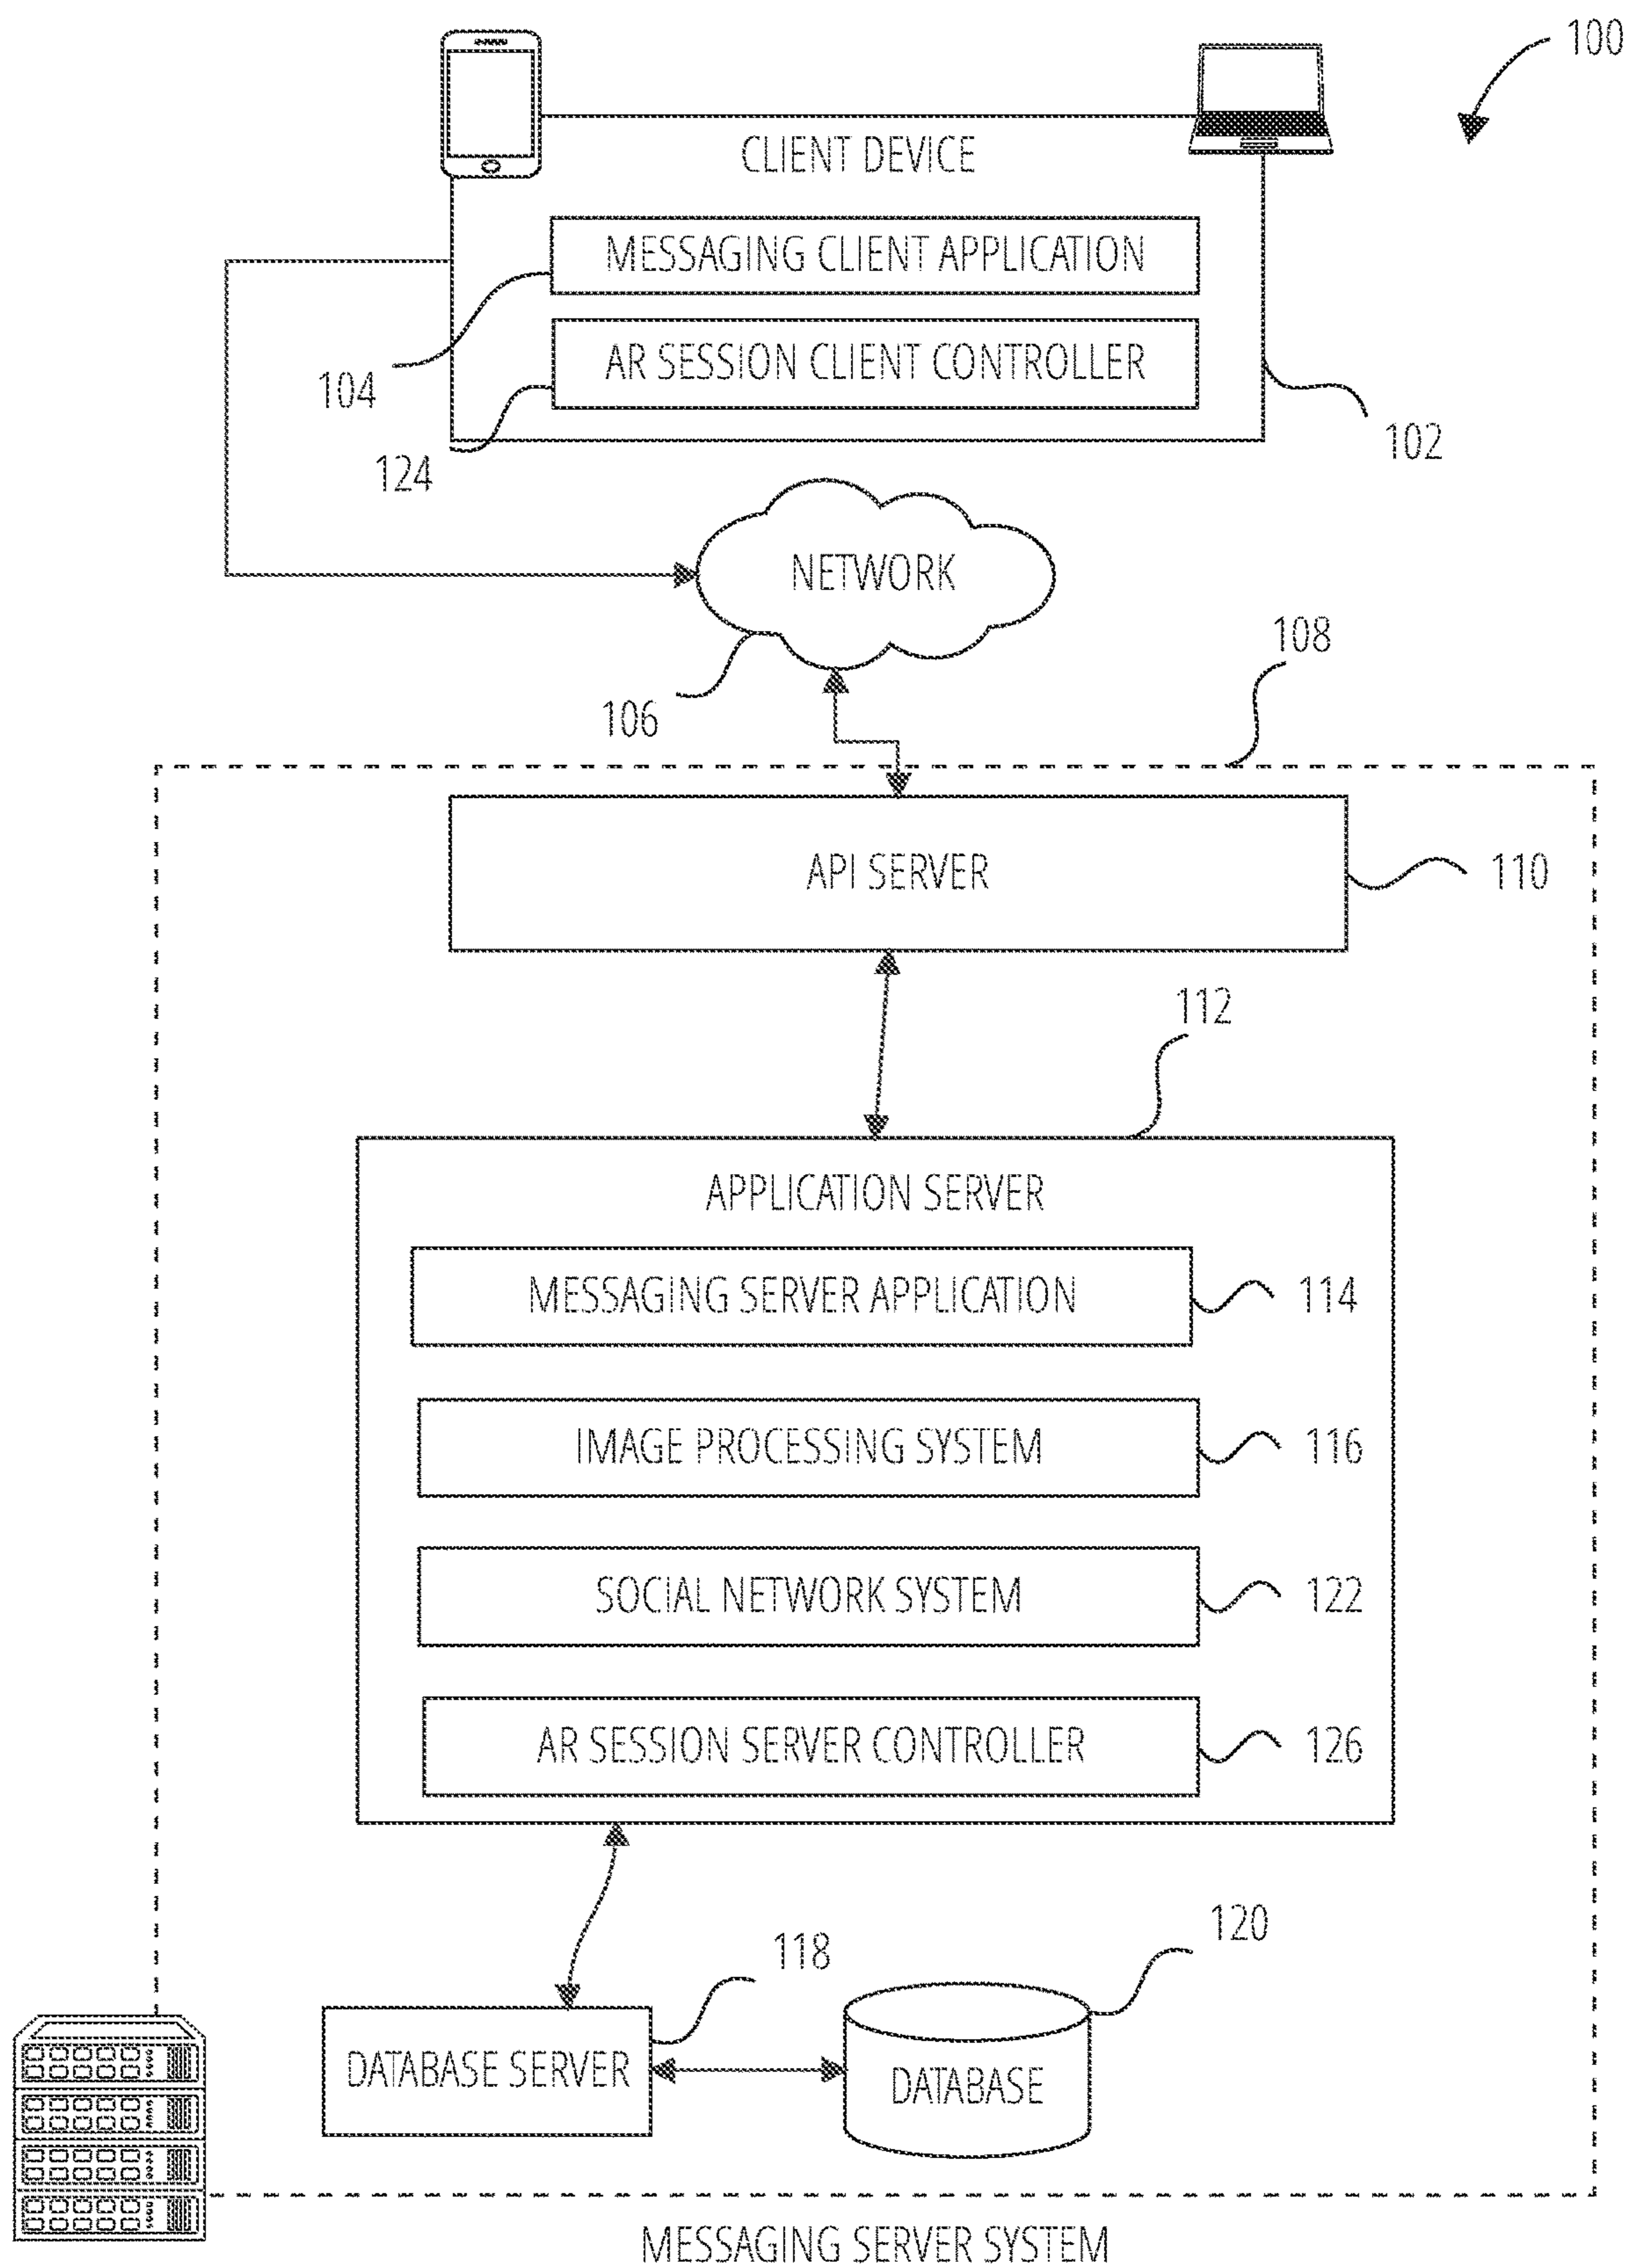 100
CLIENT DEVICE
MESSAGING CLIENT APPLICATION
AR SESSION CLIENT CONTROLLER
104
102
124
NETWORK
108
106
API SERVER
110
112
APPLICATION SERVER
MESSAGING SERVER APPLICATION
114
IMAGE PROCESSING SYSTEM
116
SOCIAL NETWORK SYSTEM
122
AR SESSION SERVER CONTROLLER
126
120
118
DATABASE SERVER
DATABASE
MESSAGING SERVER SYSTEM